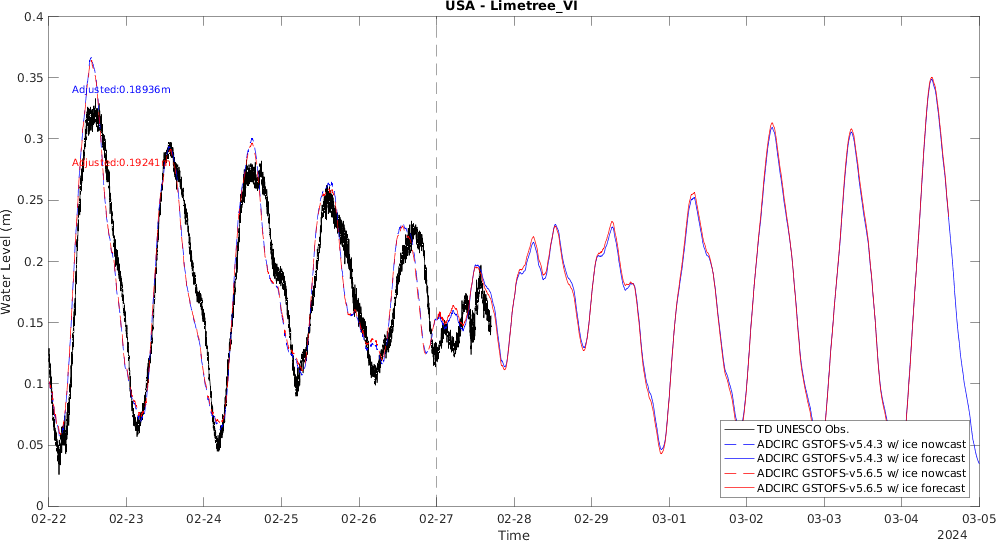 USA - Limetree_VI
0.4
0.35
0.3
0.25
0.2
0.15
0.1
0.05
0
Water Level (m)
Adjusted:0.18936m
Adjusted:0.19241m
TD UNESCO Obs.
ADCIRC GSTOFS-v5.4.3 w/ ice nowcast
ADCIRC GSTOFS-v5.4.3 w/ ice forecast
ADCIRC GSTOFS-v5.6.5 w/ ice nowcast
ADCIRC GSTOFS-v5.6.5 w/ ice forecast
02-22 02-23 02-24 02-25 02-26 02-27 02-28 02-29 03-01 03-02 03-03 03-04 03-05
Time
2024